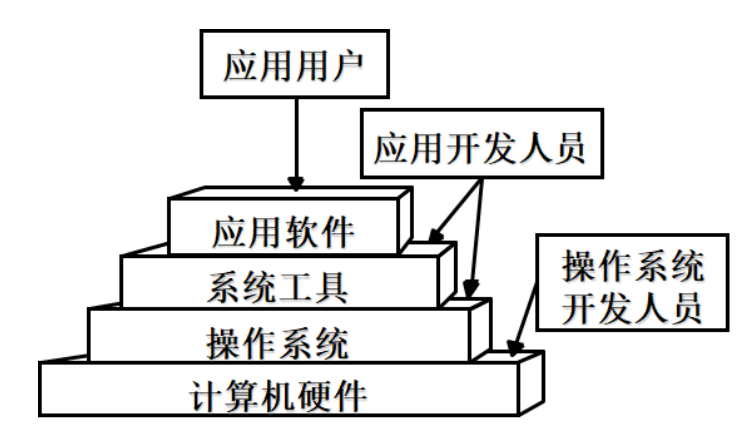 应用用户
应用开发人员
应用软件
操作系统
开发人员
系统工具
操作系统
计算机硬件